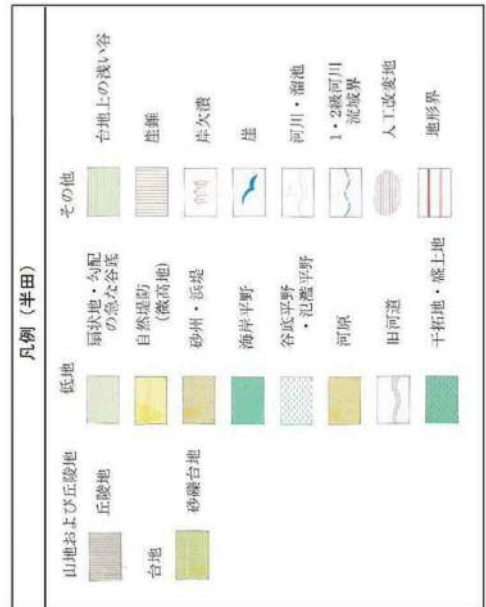 凡例（半田）
山地および丘陵地
丘陵地
台地
砂礫台地
低地
扇状地・勾配
の急な谷底
自然堤防
(微高地)
砂州・浜堤
海岸平野
谷底平野
・氾濫平野
河原
旧河道
干拓地・盛土地
その他
台地上の浅い谷
崖錐
岸欠潰
崖
河川・溜池
1・2級河川
流域界
人工改変地
地形界